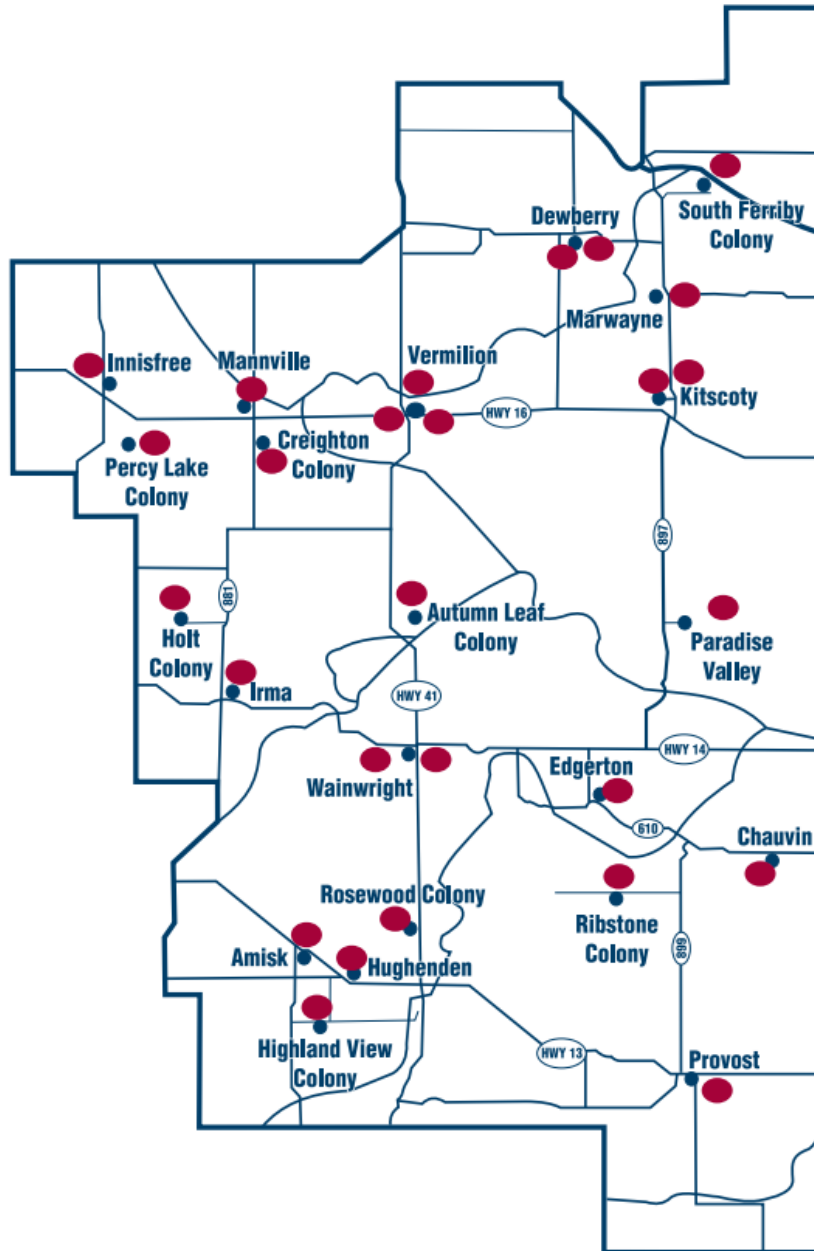 South Ferriby
Colony
Dewberry
Marwayne
Vermilion
Innisfree
Mannville
Kitscoty
HWY 16
Creighton
Colony
Percy Lake
Colony
897
881
Autumn Leaf
Colony
Holt
Colony
Paradise
Valley
Irma
HWY 41
HWY 14
Wainwright
Edgerton
610
Chauvin
Rosewood Colony
Ribstone
Colony
Amisk
Hughenden
899
Highland View
Colony
HWY 13
Provost